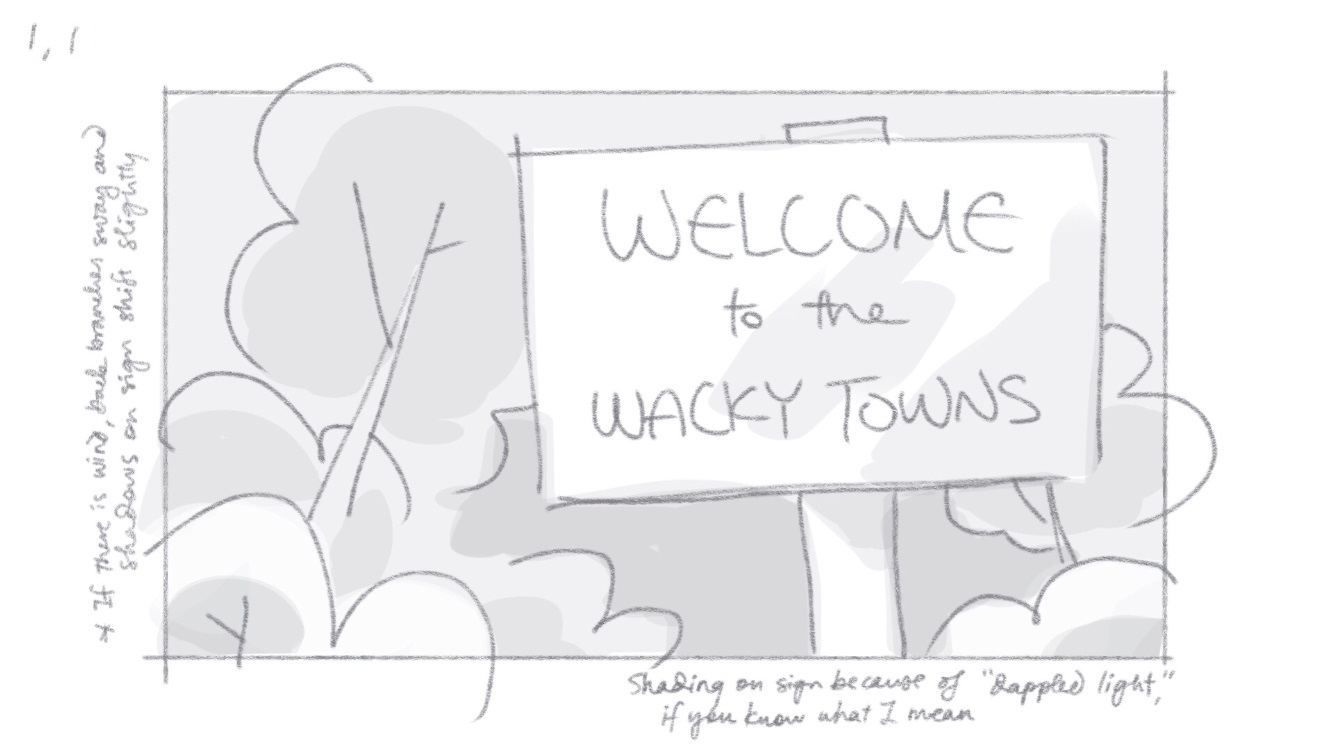 1, 1
WELCOME
to the
WACKY TOWNS
* If there is wind, back branches sway and
shadows on sign shift slightly
Shading on sign because of "dappled light,"
if you know what I mean